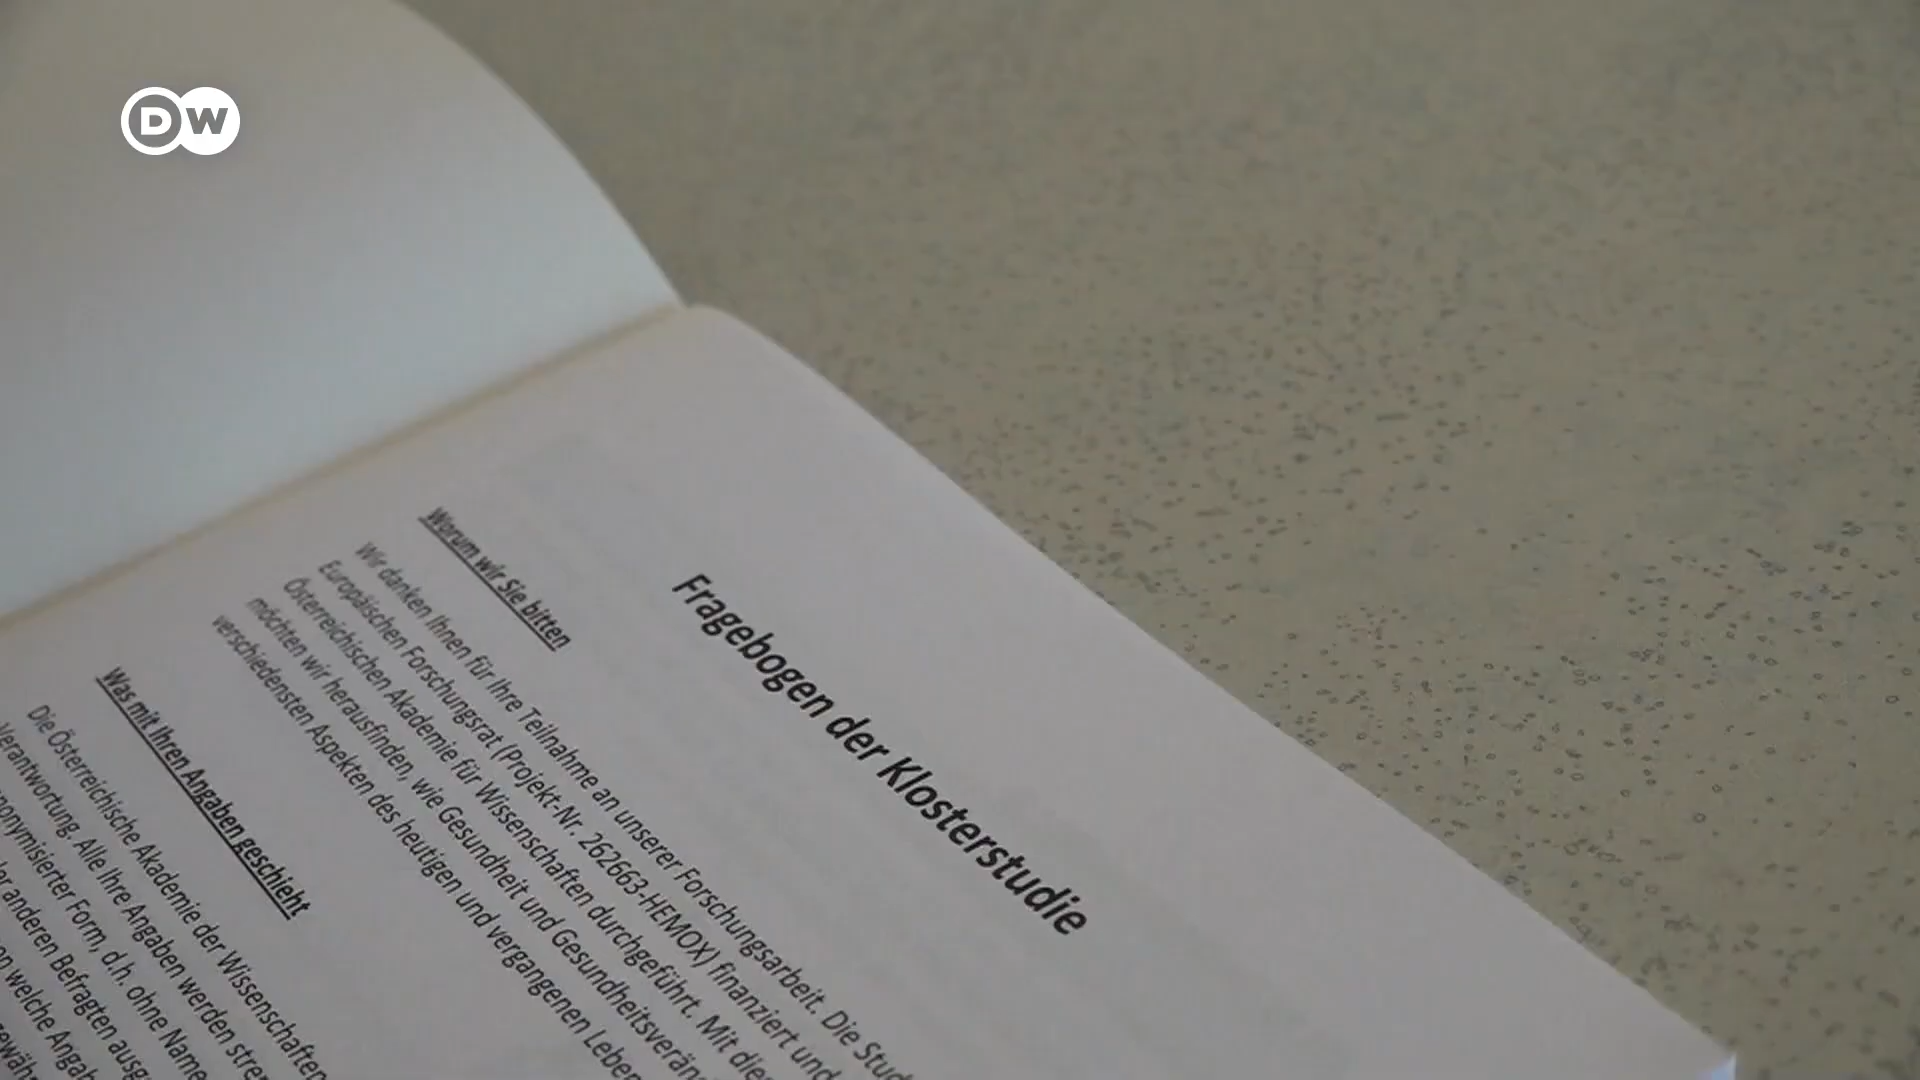 DW
Fragebogen der Klosterstudie
Worum wir Sie bitten
Wir danken Ihnen für Ihre Teilnahme an unserer Forschungsarbeit. Die
Europäischen Forschungsrat (Projekt-Nr. 262663-HEMOX) finanziert und
Österreichischen Akademie für Wissenschaften durchgeführt. Mit
möchten wir herausfinden, wie Gesundheit und
verschiedensten Aspekten des heutigen und vergangenen
Was mit Ihren Angaben geschieht
Die Österreichische Akademie der Wissenschaften
Verantwortung. Alle Ihre Angaben werden
Form, d.h. ohne
anderen Befragten
welche